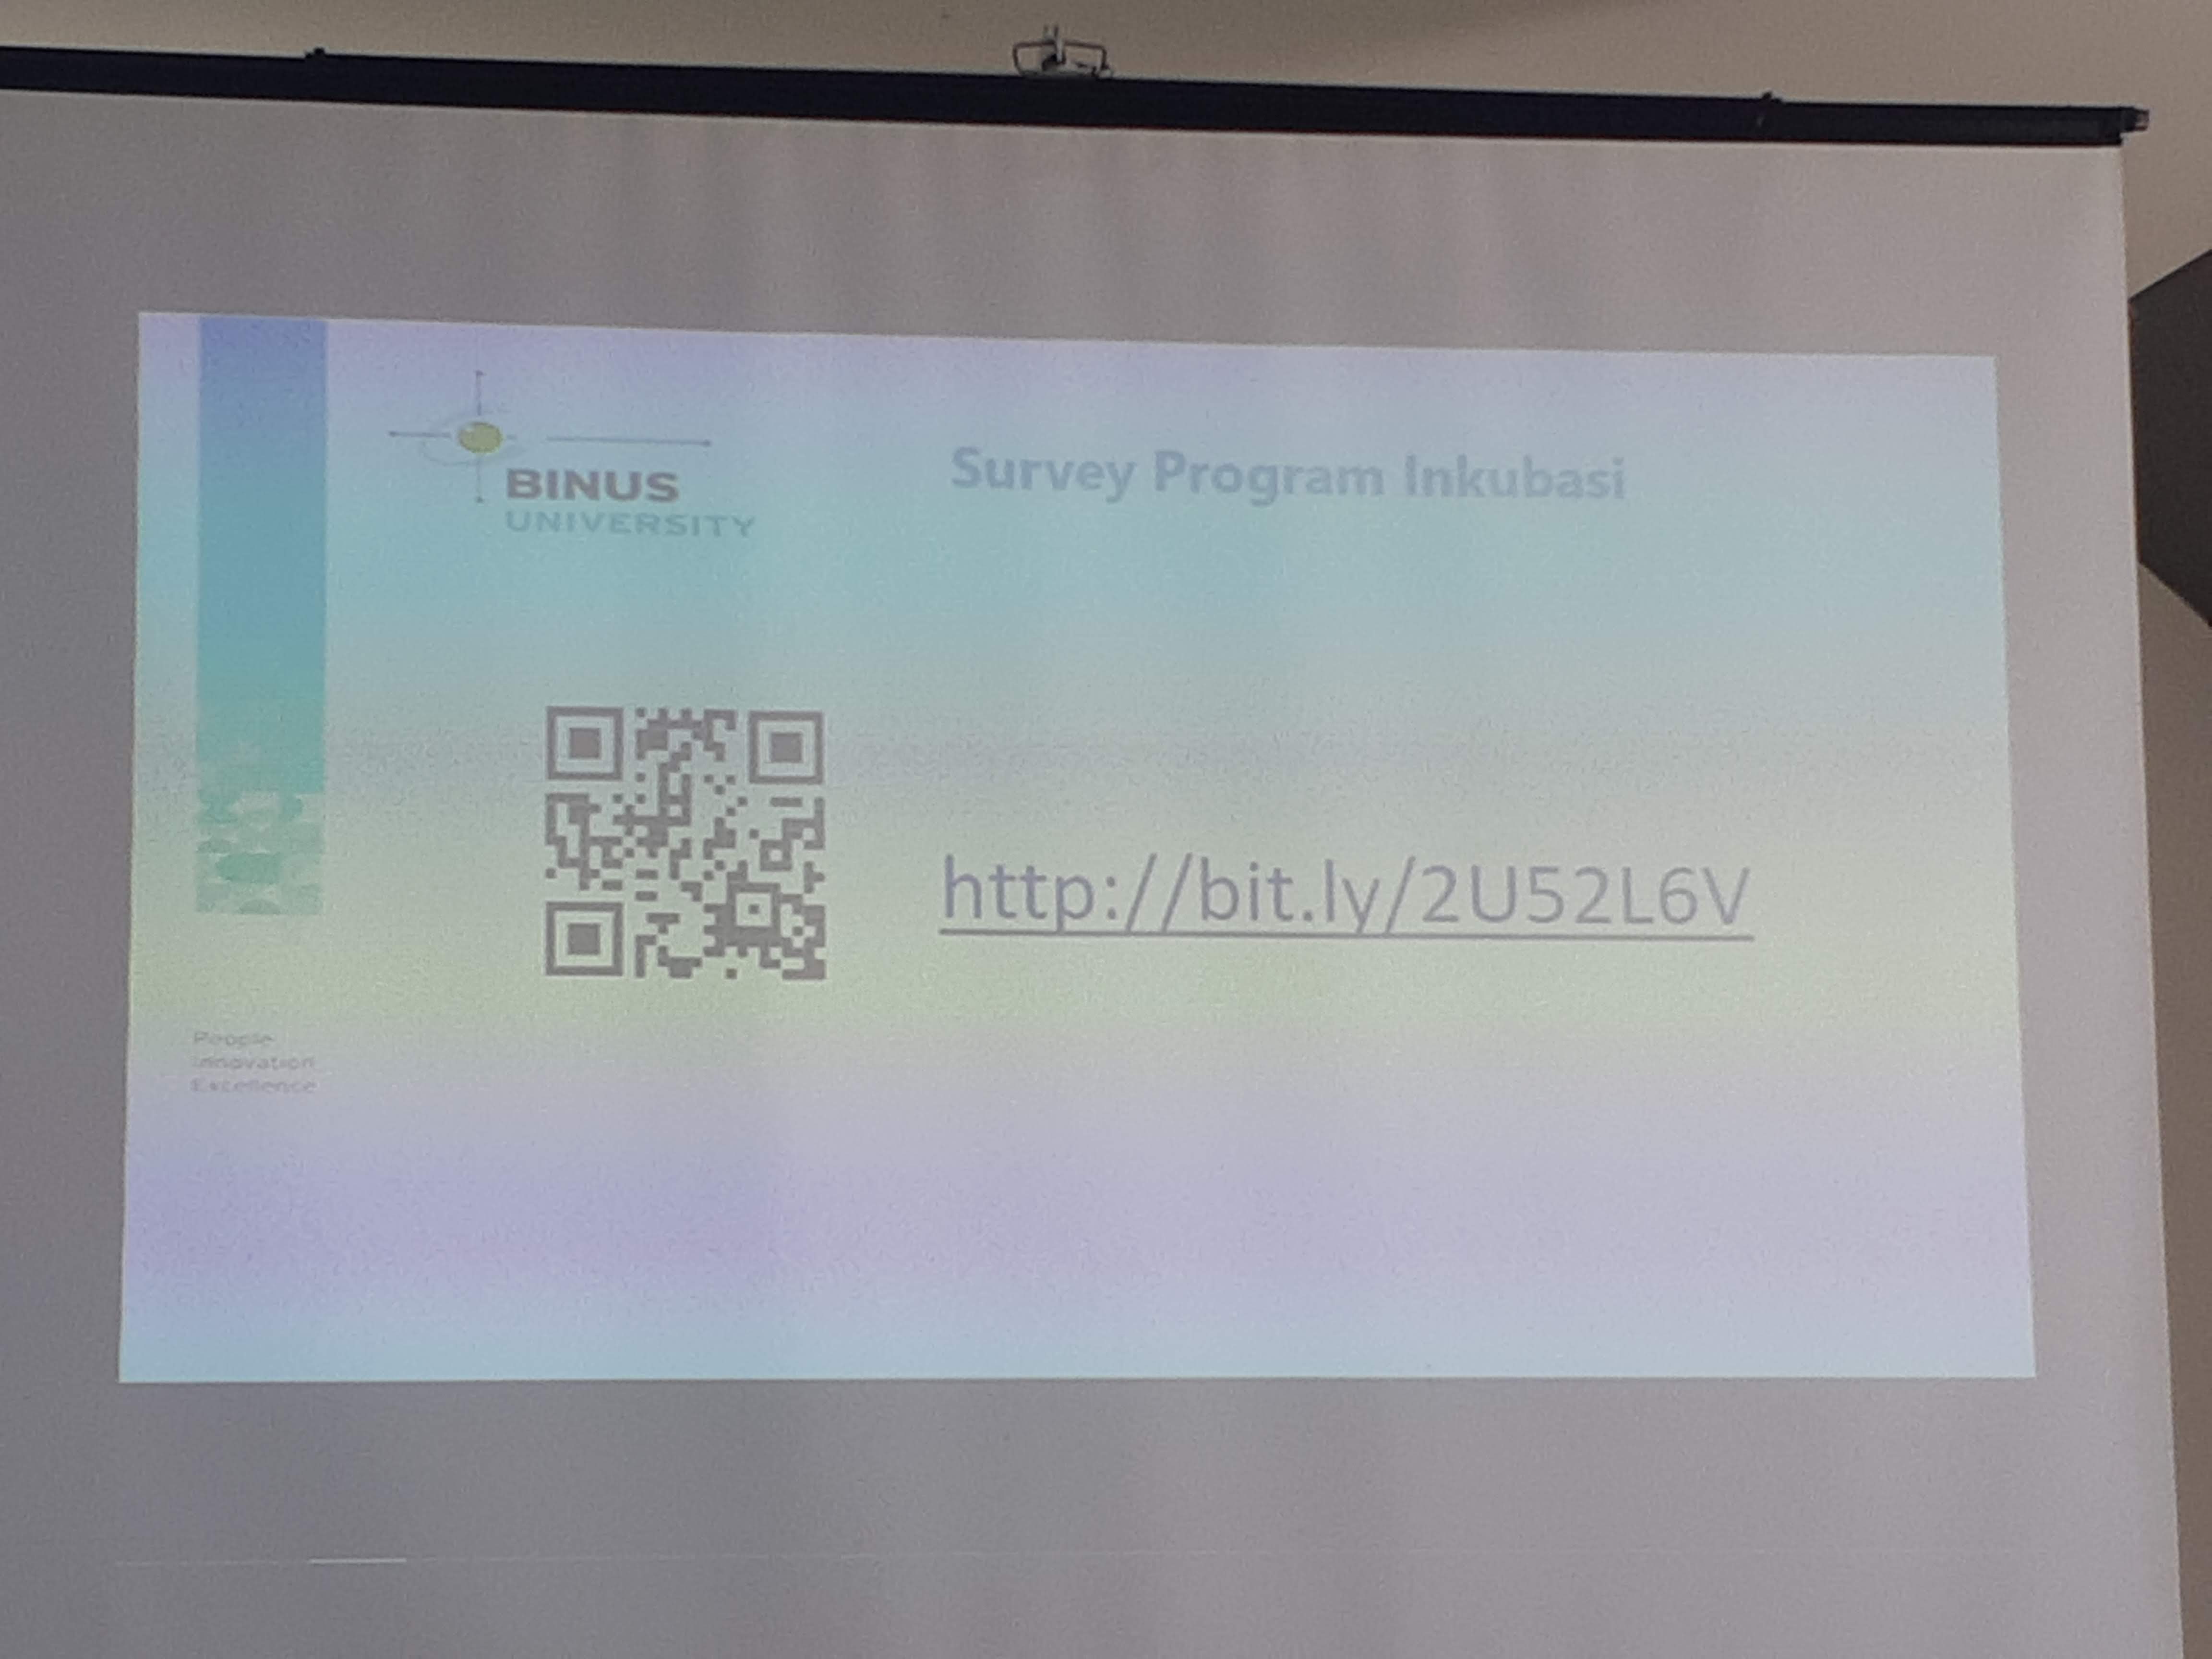 BINUS
UNIVERSITY
Survey Program Inkubasi
http://bit.ly/2U52L6V
People
Innovation
Excellence